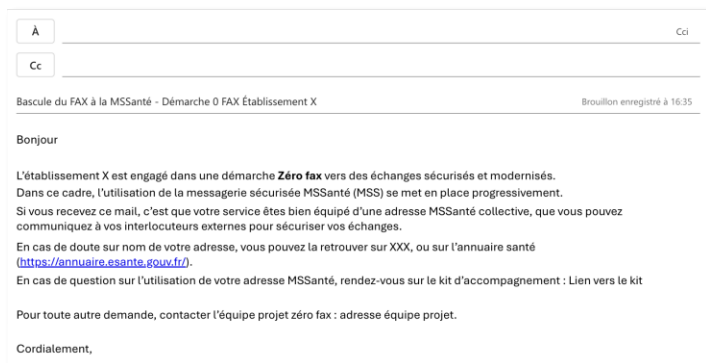 À
Cci
Cc
Bascule du FAX à la MSSanté - Démarche 0 FAX Établissement X
Brouillon enregistré à 16:35
Bonjour
L'établissement X est engagé dans une démarche Zéro fax vers des échanges sécurisés et modernisés.
Dans ce cadre, l'utilisation de la messagerie sécurisée MSSanté (MSS) se met en place progressivement.
Si vous recevez ce mail, c'est que votre service êtes bien équipé d'une adresse MSSanté collective, que vous pouvez
communiquez à vos interlocuteurs externes pour sécuriser vos échanges.
En cas de doute sur nom de votre adresse, vous pouvez la retrouver sur XXX, ou sur l'annuaire santé
(https://annuaire.esante.gouv.fr/).
En cas de question sur l'utilisation de votre adresse MSSanté, rendez-vous sur le kit d'accompagnement : Lien vers le kit
Pour toute autre demande, contacter l'équipe projet zéro fax : adresse équipe projet.
Cordialement,